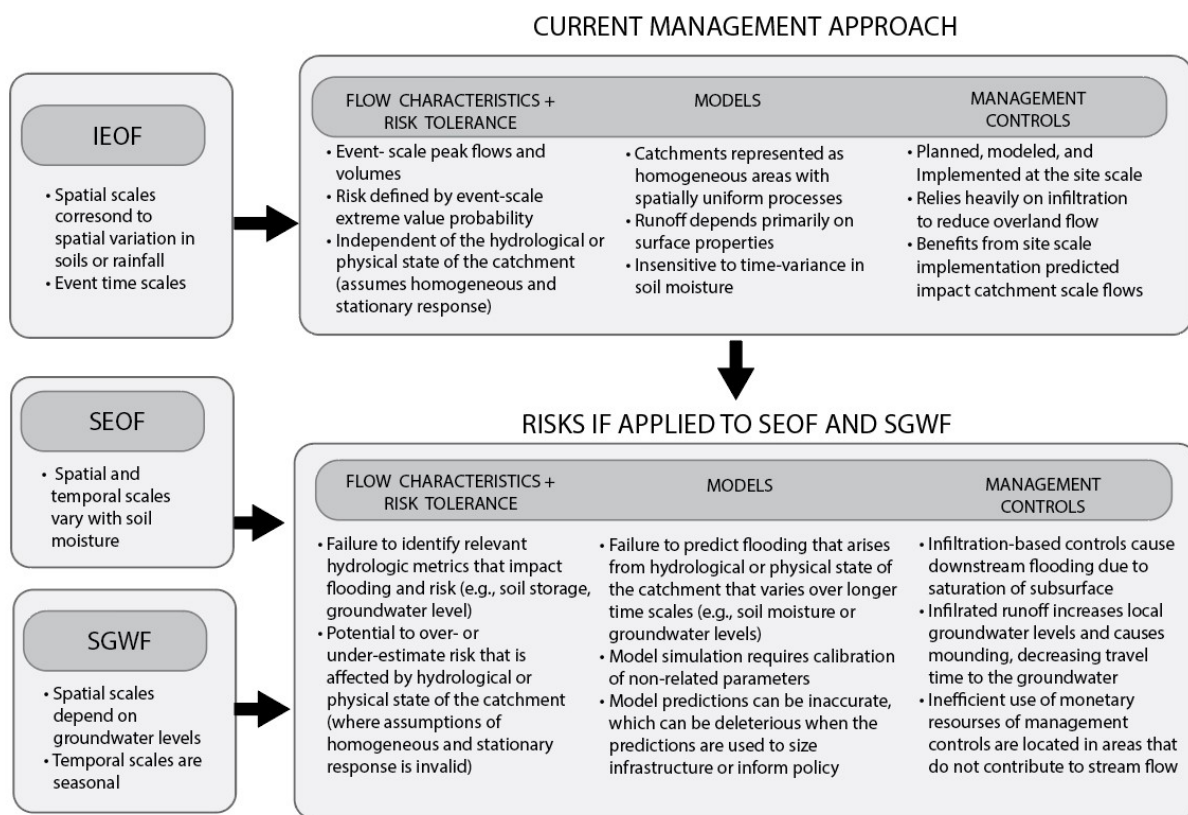 CURRENT MANAGEMENT APPROACH
IEOF
• Spatial scales
corresond to
spatial variation in
soils or rainfall
• Event time scales
FLOW CHARACTERISTICS +
RISK TOLERANCE
• Event- scale peak flows and
volumes
• Risk defined by event-scale
extreme value probability
• Independent of the hydrological or
physical state of the catchment
(assumes homogeneous and
stationary response)
MODELS
• Catchments represented as
homogeneous areas with
spatially uniform processes
• Runoff depends primarily on
surface properties
• Insensitive to time-variance in
soil moisture
MANAGEMENT
CONTROLS
• Planned, modeled, and
Implemented at the site scale
• Relies heavily on infiltration
to reduce overland flow
• Benefits from site scale
implementation predicted
impact catchment scale flows
SEOF
• Spatial and
temporal scales
vary with soil
moisture
SGWF
• Spatial scales
depend on
groundwater levels
• Temporal scales are
seasonal
RISKS IF APPLIED TO SEOF AND SGWF
FLOW CHARACTERISTICS +
RISK TOLERANCE
• Failure to identify relevant
hydrologic metrics that impact
flooding and risk (e.g., soil storage,
groundwater level)
• Potential to over- or
under-estimate risk that is
affected by hydrological or
physical state of the catchment
(where assumptions of
homogeneous and stationary
response is invalid)
MODELS
• Failure to predict flooding that arises
from hydrological or physical state of
the catchment that varies over longer
time scales (e.g., soil moisture or
groundwater levels)
• Model simulation requires calibration
of non-related parameters
• Model predictions can be inaccurate,
which can be deleterious when the
predictions are used to size
infrastructure or inform policy
MANAGEMENT
CONTROLS
• Infiltration-based controls cause
downstream flooding due to
saturation of subsurface
• Infilrated runoff increases local
groundwater levels and causes
mounding, decreasing travel
time to the groundwater
• Inefficient use of monetary
resourses of management
controls are located in areas that
do not contribute to stream flow